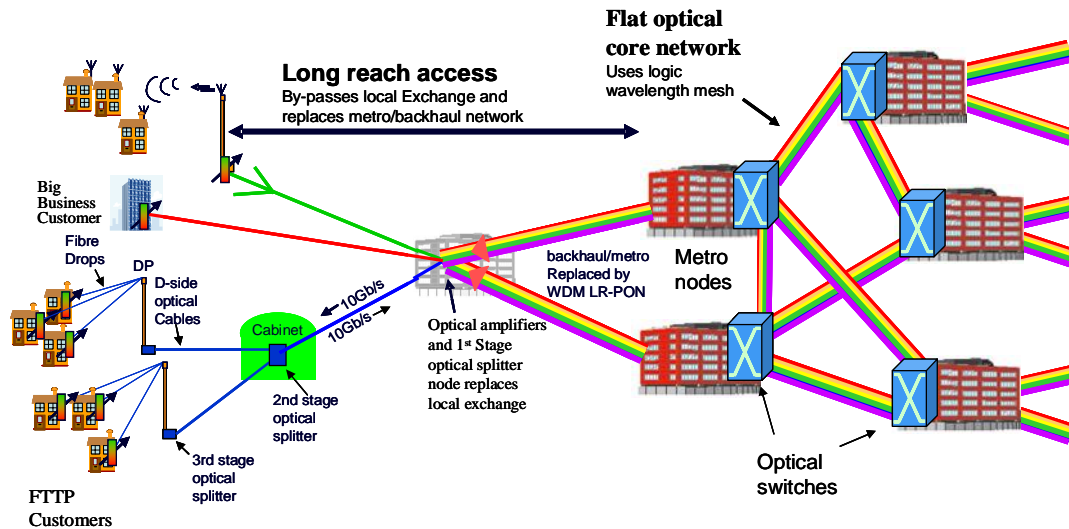 Flat optical
core network
Uses logic
wavelength mesh
Long reach access
By-passes local Exchange and
replaces metro/backhaul network
Big
Business
Customer
Fibre
Drops
DP
D-side
optical
Cables
Cabinet
10Gb/s
10Gb/s
backhaul/metro
Replaced by
WDM LR-PON
Metro
nodes
Optical amplifiers
and 1st Stage
optical splitter
node replaces
local exchange
2nd stage
optical
splitter
3rd stage
optical
splitter
Optical
switches
FTTP
Customers